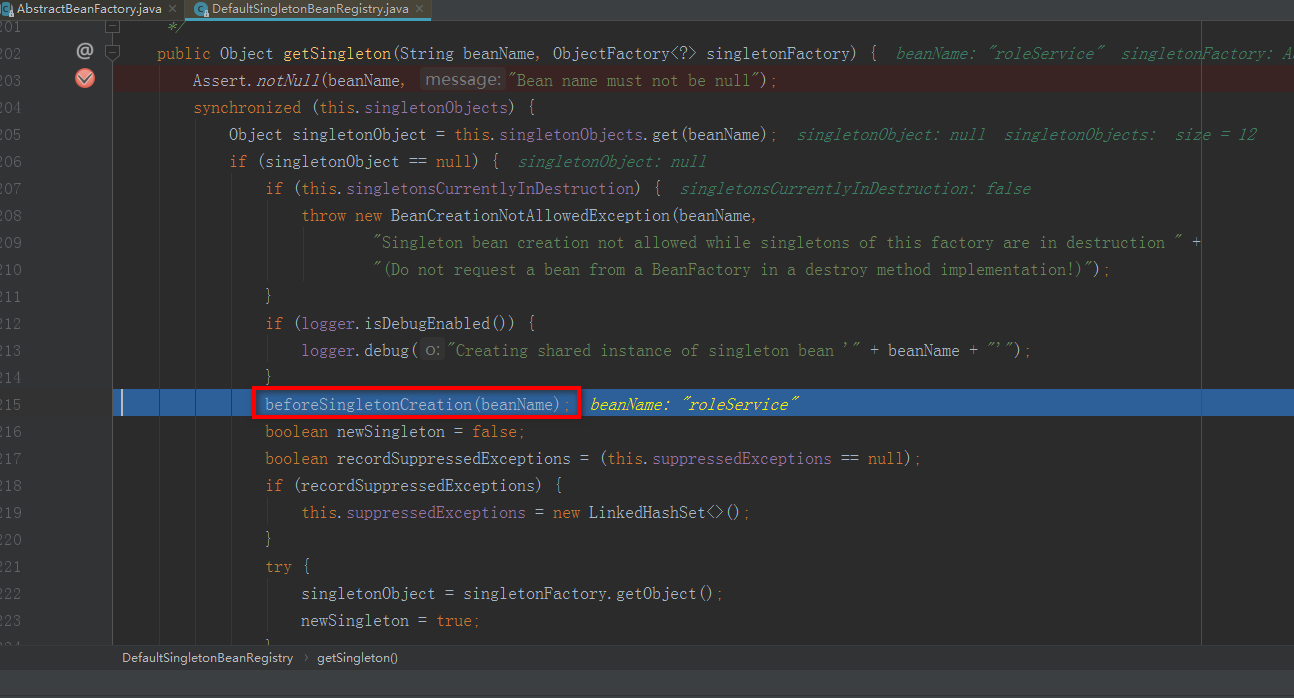 AbstractBeanFactory.java × DefaultSingletonBeanRegistry.java ×
201 */
202 @ public Object getSingleton(String beanName, ObjectFactory<?> singletonFactory) { beanName: "roleService" singletonFactory: A
203 Assert.notNull(beanName, message: "Bean name must not be null");
204 synchronized (this.singletonObjects) {
205 Object singletonObject = this.singletonObjects.get(beanName); singletonObject: null singletonObjects: size = 12
206 if (singletonObject == null) { singletonObject: null
207 if (this.singletonsCurrentlyInDestruction) { singletonsCurrentlyInDestruction: false
208 throw new BeanCreationNotAllowedException(beanName,
209 "Singleton bean creation not allowed while singletons of this factory are in destruction " +
210 "(Do not request a bean from a BeanFactory in a destroy method implementation!)");
211 }
212 if (logger.isDebugEnabled()) {
213 logger.debug( o: "Creating shared instance of singleton bean '" + beanName + "'");
214 }
215 beforeSingletonCreation(beanName); beanName: "roleService"
216 boolean newSingleton = false;
217 boolean recordSuppressedExceptions = (this.suppressedExceptions == null);
218 if (recordSuppressedExceptions) {
219 this.suppressedExceptions = new LinkedHashSet<>();
220 }
221 try {
222 singletonObject = singletonFactory.getObject();
223 newSingleton = true;
224 }
DefaultSingletonBeanRegistry › getSingleton()